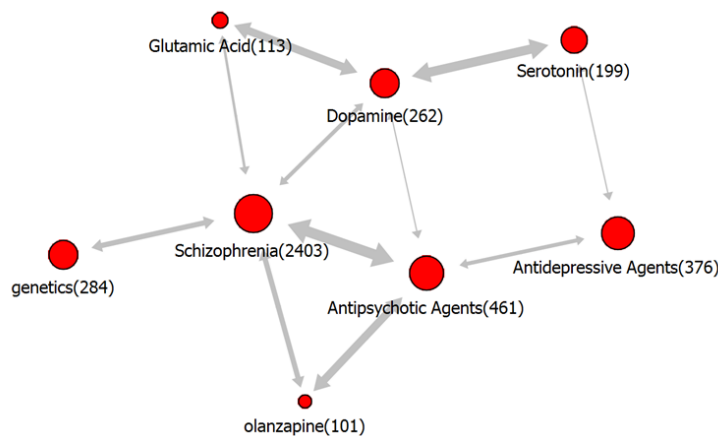 Glutamic Acid(113)
Serotonin(199)
Dopamine(262)
Schizophrenia(2403)
Antidepressive Agents(376)
genetics(284)
Antipsychotic Agents(461)
olanzapine(101)